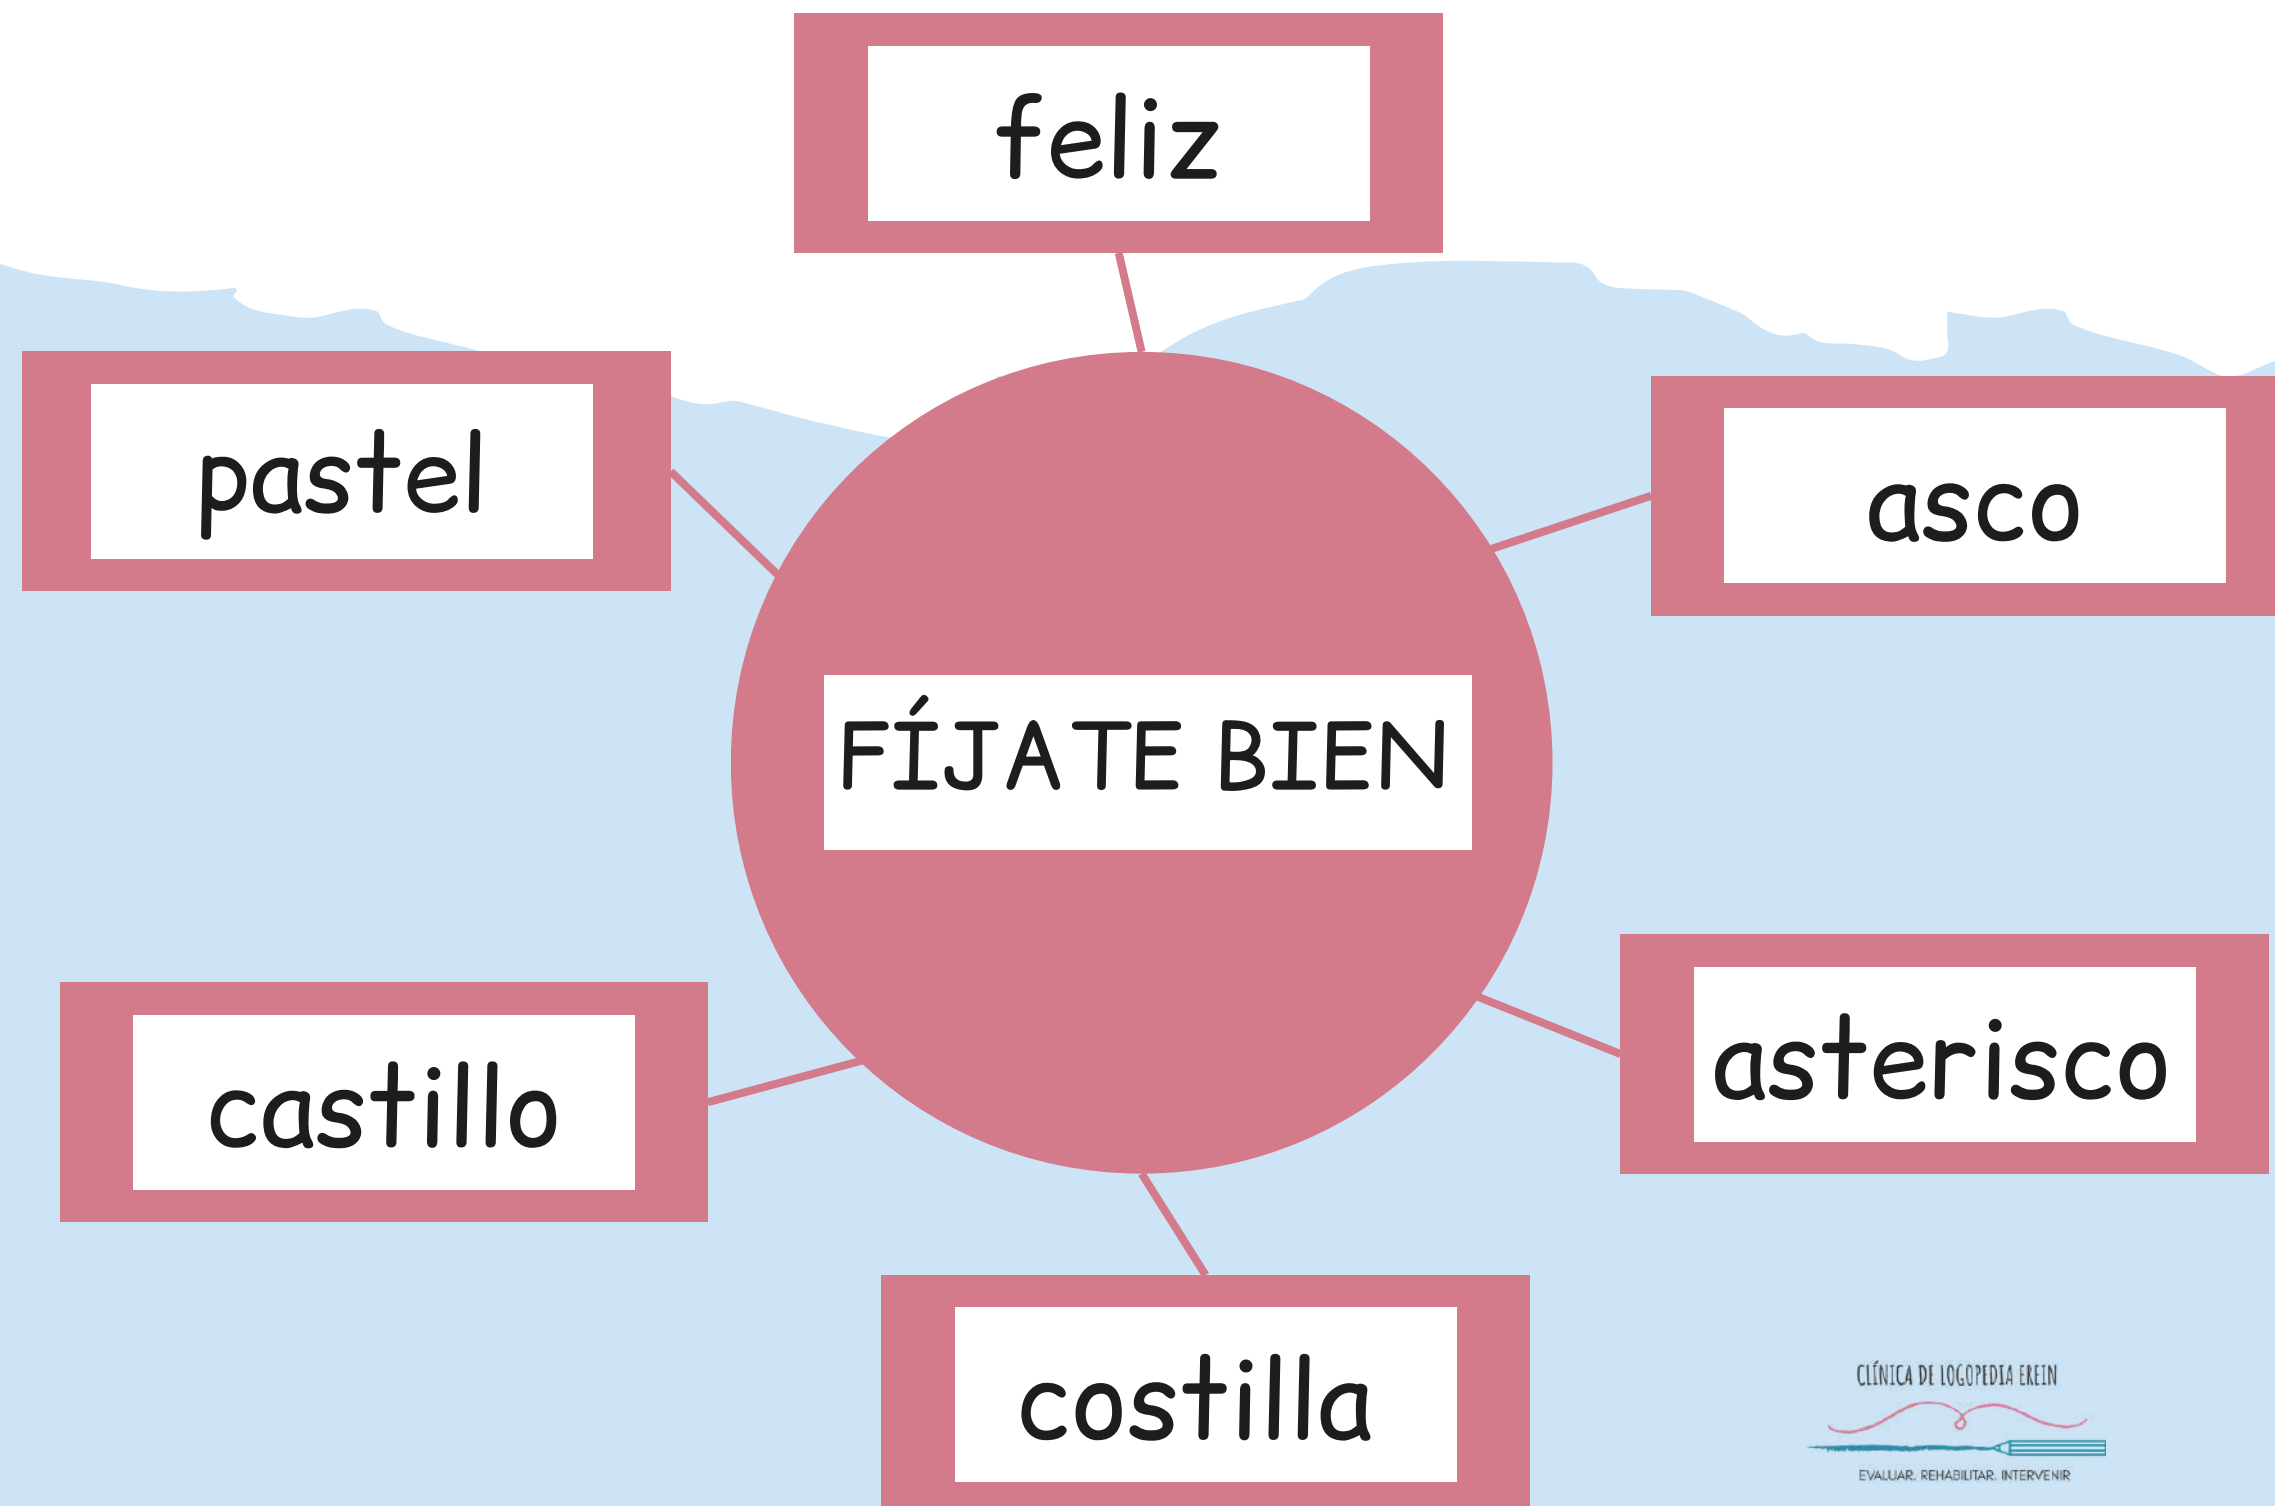 feliz
pastel
asco
FÍJATE BIEN
castillo
asterisco
costilla
CLÍNICA DE LOGOPEDIA EREIN
EVALUAR. REHABILITAR. INTERVENIR